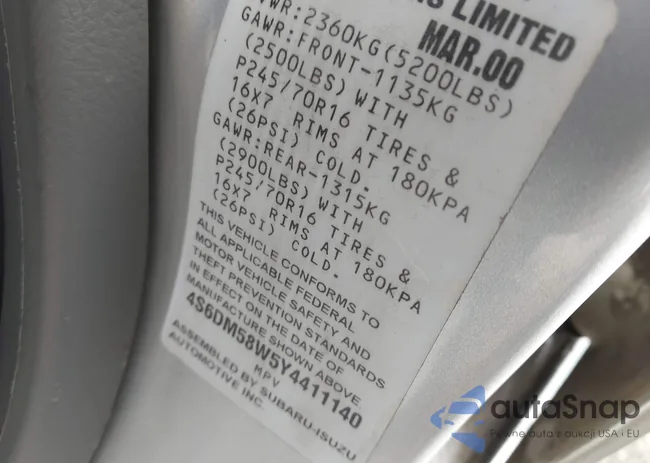 LIMITED
MAR.00
GVWR:2360KG(5200LBS)
GAWR:FRONT-1135KG
(2500LBS) WITH
P245/70R16 TIRES &
16X7 RIMS AT 180KPA
(26PSI) COLD.
GAWR:REAR-1315KG
(2900LBS) WITH
P245/70R16 TIRES &
16X7 RIMS AT 180KPA
(26PSI) COLD.
THIS VEHICLE CONFORMS TO
ALL APPLICABLE FEDERAL
MOTOR VEHICLE SAFETY AND
THEFT PREVENTION STANDARDS
IN EFFECT ON THE DATE OF
MANUFACTURE SHOWN ABOVE.
4S6DM58W5Y4411140
MPV
ASSEMBLED BY SUBARU-ISUZU
AUTOMOTIVE INC.
autaSnap
Pewne auta z aukcji USA i EU